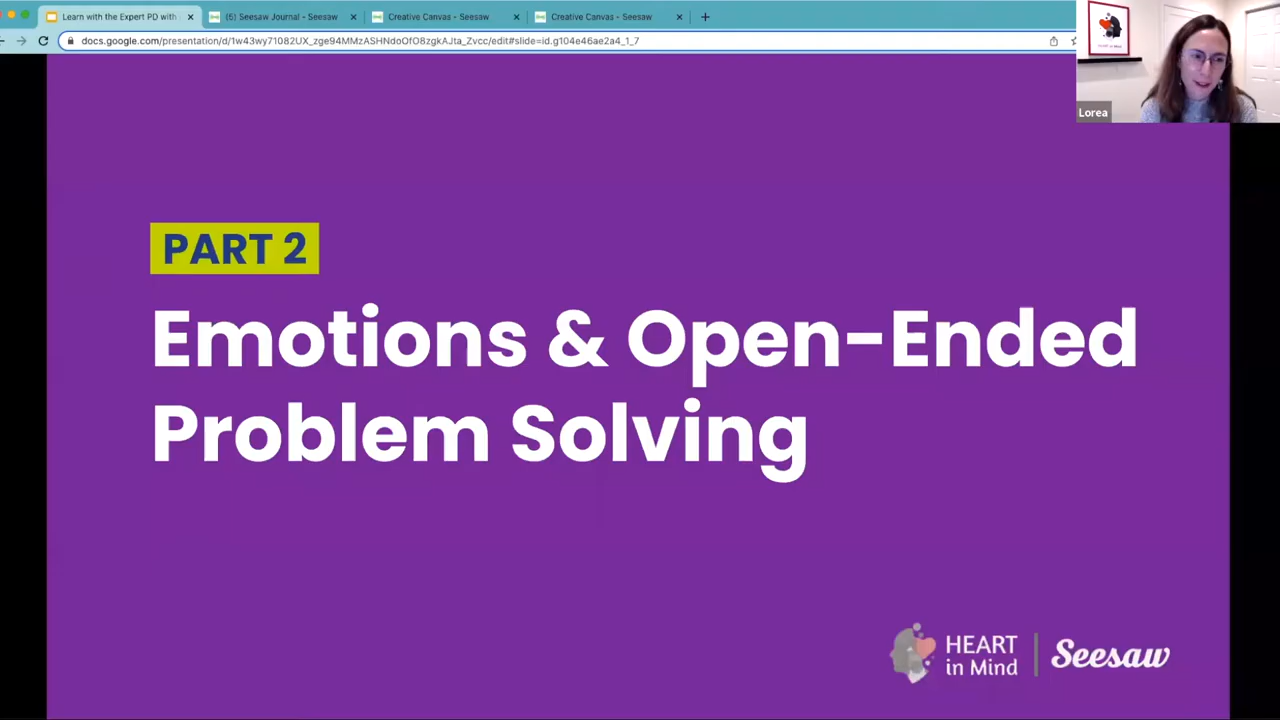 Learn with the Expert PD with
(5) Seesaw Journal - Seesaw
Creative Canvas - Seesaw
Creative Canvas - Seesaw
docs.google.com/presentation/d/1w43wy71082UX_zge94MMzASHNdoOfO8zgkAJta_Zvcc/edit#slide=id.g104e46ae2a4_1_7
Lorea
PART 2
Emotions & Open-Ended
Problem Solving
HEART
in Mind
Seesaw